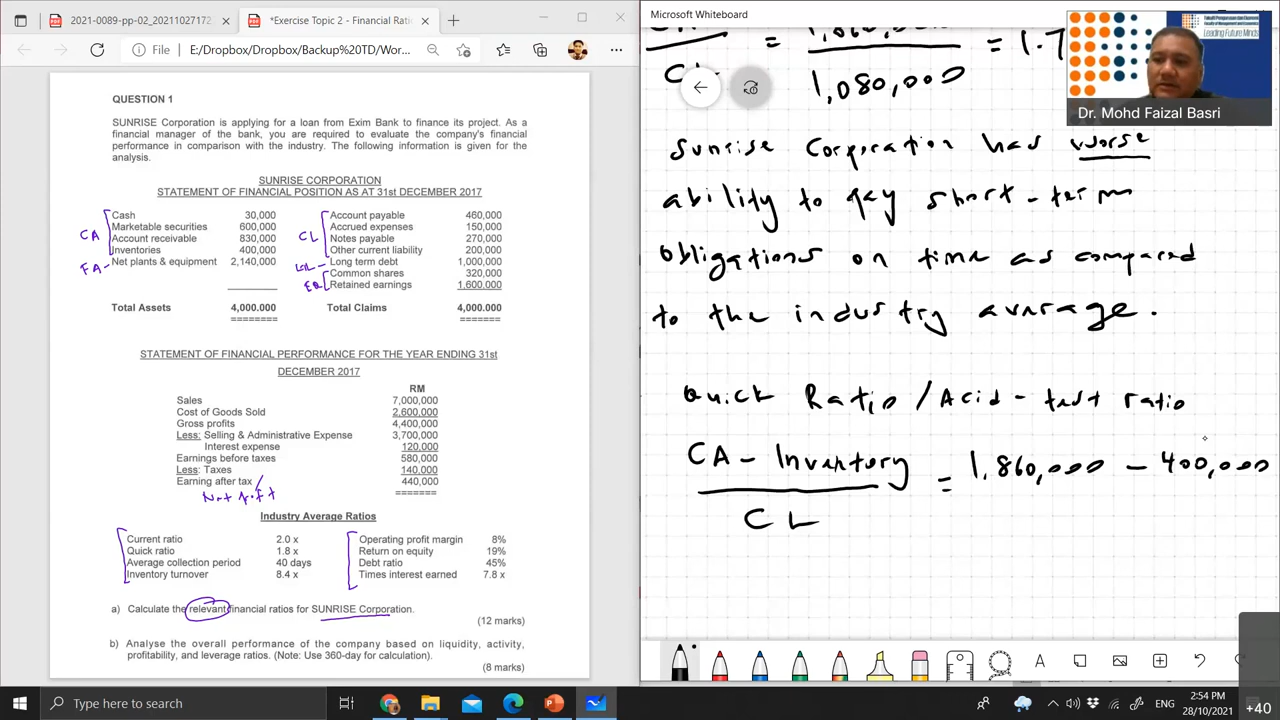 2021-0089-pp-02_20211027172
*Exercise Topic 2 - Financial Rati
File
E:/Dropbox/Dropbox/Backup%20TD/Wor...
Microsoft Whiteboard
QUESTION 1
SUNRISE Corporation is applying for a loan from Exim Bank to finance its project. As a
financial manager of the bank, you are required to evaluate the company's financial
performance in comparison with the industry. The following information is given for the
analysis.
SUNRISE CORPORATION
STATEMENT OF FINANCIAL POSITION AS AT 31st DECEMBER 2017
Cash 30,000 Account payable 460,000
Marketable securities 600,000 Accrued expenses 150,000
CA Account receivable 830,000 CL Notes payable 270,000
Inventories 400,000 Other current liability 200,000
FA Net plants & equipment 2,140,000 Long term debt 1,000,000
Common shares 320,000
Retained earnings 1,600,000
Total Assets 4,000.000 Total Claims 4,000.000
STATEMENT OF FINANCIAL PERFORMANCE FOR THE YEAR ENDING 31st
DECEMBER 2017
RM
Sales 7,000,000
Cost of Goods Sold 2,600,000
Gross profits 4,400,000
Less: Selling & Administrative Expense 3,700,000
Interest expense 120,000
Earnings before taxes 580,000
Less: Taxes 140,000
Earning after tax 440,000
Net profit
Industry Average Ratios
Current ratio 2.0 x Operating profit margin 8%
Quick ratio 1.8 x Return on equity 19%
Average collection period 40 days Debt ratio 45%
Inventory turnover 8.4 x Times interest earned 7.8 x
a) Calculate the relevant financial ratios for SUNRISE Corporation.
(12 marks)
b) Analyse the overall performance of the company based on liquidity, activity,
profitability, and leverage ratios. (Note: Use 360-day for calculation).
(8 marks)
= = 1.7
1,080,000
Sunrise Corporation has worse
ability to pay short-term
obligations on time as compared
to the industry average.
Quick Ratio / Acid-test ratio
CA - Inventory = 1,860,000 - 400,000
CL
Leading Future Minds
Dr. Mohd Faizal Basri
Type here to search
ENG
2:54 PM
28/10/2021
+40